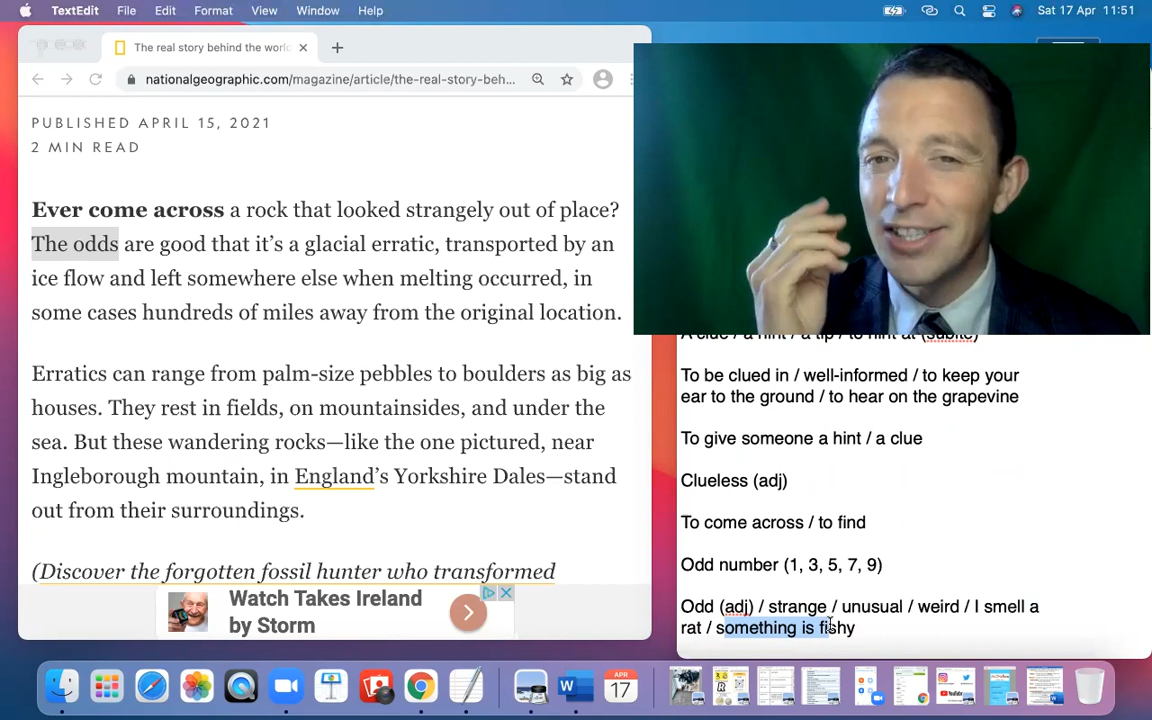 TextEdit File Edit Format View Window Help Sat 17 Apr 11:51
The real story behind the world
nationalgeographic.com/magazine/article/the-real-story-beh...
PUBLISHED APRIL 15, 2021
2 MIN READ
Ever come across a rock that looked strangely out of place?
The odds are good that it's a glacial erratic, transported by an
ice flow and left somewhere else when melting occurred, in
some cases hundreds of miles away from the original location.
Erratics can range from palm-size pebbles to boulders as big as
houses. They rest in fields, on mountainsides, and under the
sea. But these wandering rocks—like the one pictured, near
Ingleborough mountain, in England's Yorkshire Dales—stand
out from their surroundings.
(Discover the forgotten fossil hunter who transformed
Watch Takes Ireland
by Storm
A clue / a hint / a tip / to hint at (subtle)
To be clued in / well-informed / to keep your
ear to the ground / to hear on the grapevine
To give someone a hint / a clue
Clueless (adj)
To come across / to find
Odd number (1, 3, 5, 7, 9)
Odd (adj) / strange / unusual / weird / I smell a
rat / something is fishy
APR
17